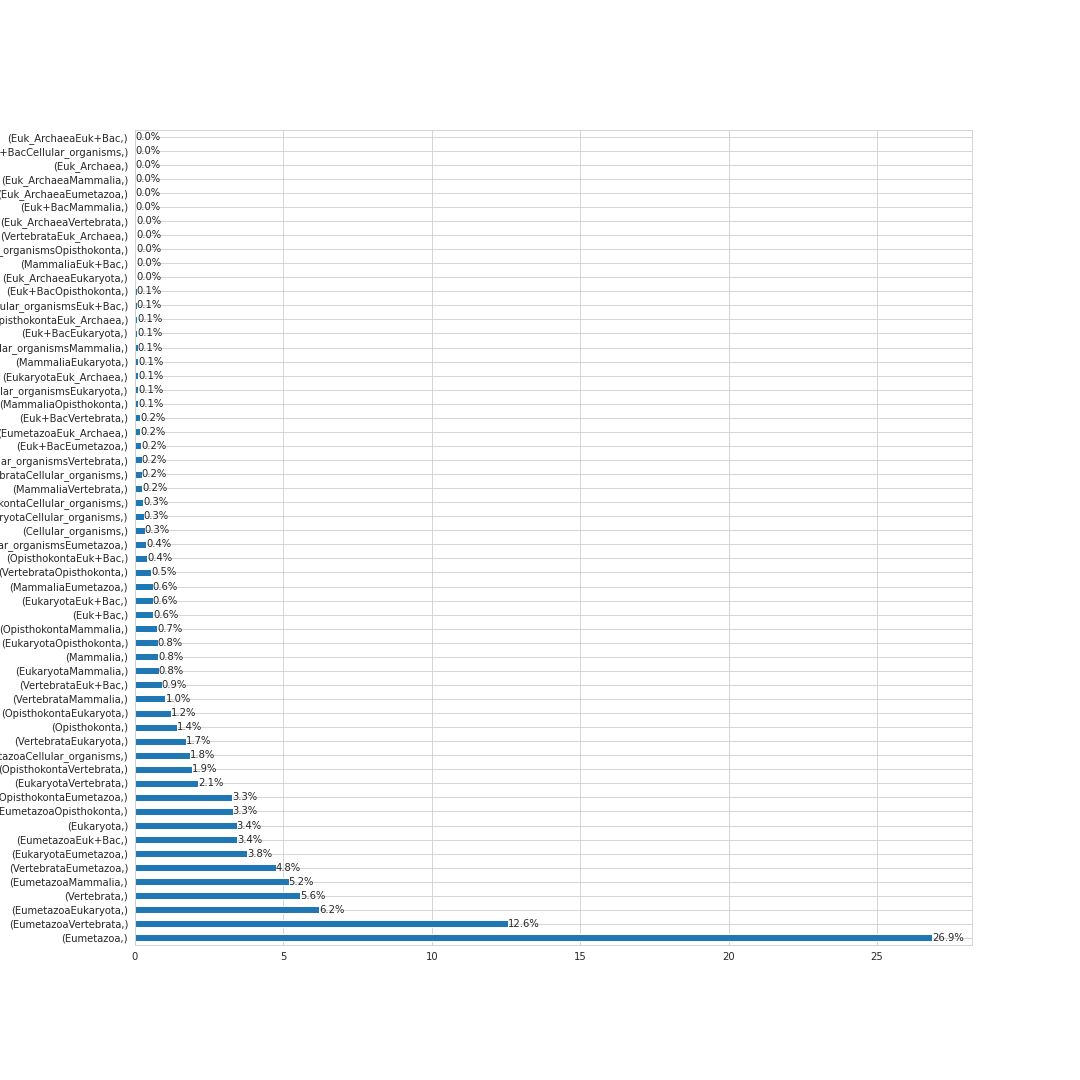 (Euk_ArchaeaEuk+Bac,) 0.0%
+BacCellular_organisms,) 0.0%
(Euk_Archaea,) 0.0%
(Euk_ArchaeaMammalia,) 0.0%
(Euk_ArchaeaEumetazoa,) 0.0%
(Euk+BacMammalia,) 0.0%
(Euk_ArchaeaVertebrata,) 0.0%
(VertebrataEuk_Archaea,) 0.0%
_organismsOpisthokonta,) 0.0%
(MammaliaEuk+Bac,) 0.0%
(Euk_ArchaeaEukaryota,) 0.0%
(Euk+BacOpisthokonta,) 0.1%
ular_organismsEuk+Bac,) 0.1%
pisthokontaEuk_Archaea,) 0.1%
(Euk+BacEukaryota,) 0.1%
lar_organismsMammalia,) 0.1%
(MammaliaEukaryota,) 0.1%
(EukaryotaEuk_Archaea,) 0.1%
lar_organismsEukaryota,) 0.1%
(MammaliaOpisthokonta,) 0.1%
(Euk+BacVertebrata,) 0.2%
(EumetazoaEuk_Archaea,) 0.2%
(Euk+BacEumetazoa,) 0.2%
ar_organismsVertebrata,) 0.2%
brataCellular_organisms,) 0.2%
(MammaliaVertebrata,) 0.2%
kontaCellular_organisms,) 0.3%
ryotaCellular_organisms,) 0.3%
(Cellular_organisms,) 0.3%
ar_organismsEumetazoa,) 0.4%
(OpisthokontaEuk+Bac,) 0.4%
(VertebrataOpisthokonta,) 0.5%
(MammaliaEumetazoa,) 0.6%
(EukaryotaEuk+Bac,) 0.6%
(Euk+Bac,) 0.6%
(OpisthokontaMammalia,) 0.7%
(EukaryotaOpisthokonta,) 0.8%
(Mammalia,) 0.8%
(EukaryotaMammalia,) 0.8%
(VertebrataEuk+Bac,) 0.9%
(VertebrataMammalia,) 1.0%
(OpisthokontaEukaryota,) 1.2%
(Opisthokonta,) 1.4%
(VertebrataEukaryota,) 1.7%
tazoaCellular_organisms,) 1.8%
(OpisthokontaVertebrata,) 1.9%
(EukaryotaVertebrata,) 2.1%
OpisthokontaEumetazoa,) 3.3%
EumetazoaOpisthokonta,) 3.3%
(Eukaryota,) 3.4%
(EumetazoaEuk+Bac,) 3.4%
(EukaryotaEumetazoa,) 3.8%
(VertebrataEumetazoa,) 4.8%
(EumetazoaMammalia,) 5.2%
(Vertebrata,) 5.6%
(EumetazoaEukaryota,) 6.2%
(EumetazoaVertebrata,) 12.6%
(Eumetazoa,) 26.9%
0 5 10 15 20 25